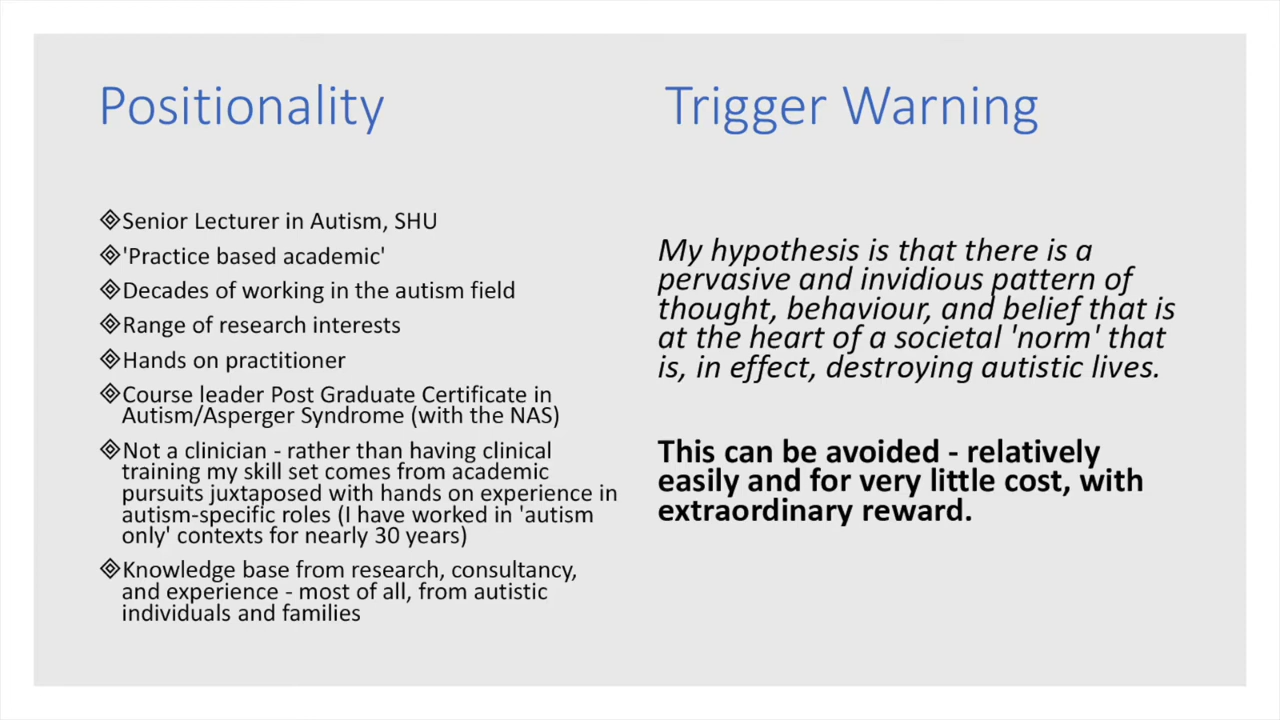 Positionality
Senior Lecturer in Autism, SHU
'Practice based academic'
Decades of working in the autism field
Range of research interests
Hands on practitioner
Course leader Post Graduate Certificate in
Autism/Asperger Syndrome (with the NAS)
Not a clinician - rather than having clinical
training my skill set comes from academic
pursuits juxtaposed with hands on experience in
autism-specific roles (I have worked in 'autism
only' contexts for nearly 30 years)
Knowledge base from research, consultancy,
and experience - most of all, from autistic
individuals and families
Trigger Warning
My hypothesis is that there is a
pervasive and invidious pattern of
thought, behaviour, and belief that is
at the heart of a societal 'norm' that
is, in effect, destroying autistic lives.
This can be avoided - relatively
easily and for very little cost, with
extraordinary reward.